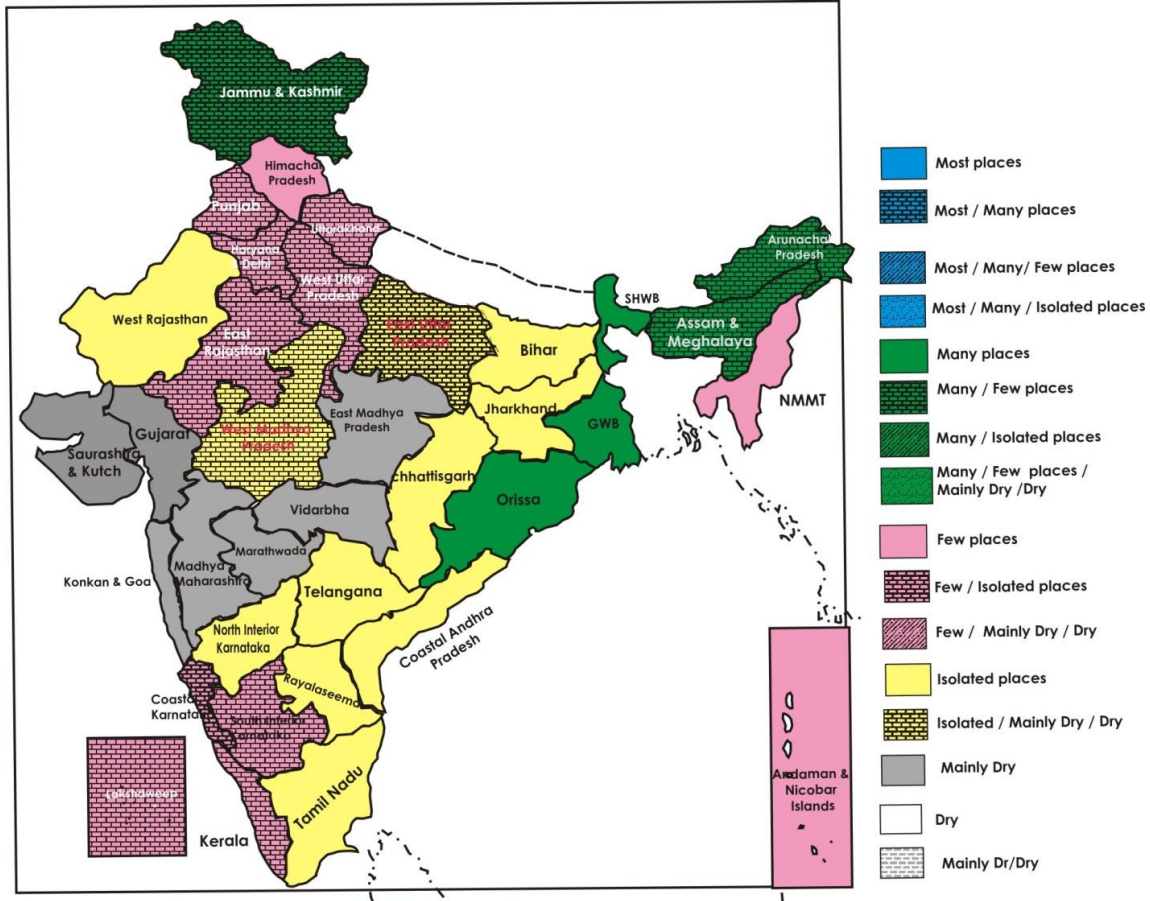 Jammu & Kashmir
Himachal
Pradesh
Punjab
Uttarakhand
Haryana
& Delhi
West Uttar
Pradesh
Arunachal
Pradesh
SHWB
West Rajasthan
East
Rajasthan
East Uttar
Pradesh
Bihar
Assam &
Meghalaya
NMMT
Jharkhand
GWB
East Madhya
Pradesh
West Madhya
Pradesh
Gujarat
Saurashtra
& Kutch
Chhattisgarh
Orissa
Vidarbha
Marathwada
Madhya
Maharashtra
Konkan & Goa
Telangana
North Interior
Karnataka
Coastal Andhra
Pradesh
Rayalaseema
Coastal
Karnataka
South Interior
Karnataka
Lakshaweep
Kerala
Tamil Nadu
Andaman &
Nicobar
Islands
Most places
Most / Many places
Most / Many/ Few places
Most / Many / Isolated places
Many places
Many / Few places
Many / Isolated places
Many / Few places /
Mainly Dry /Dry
Few places
Few / Isolated places
Few / Mainly Dry / Dry
Isolated places
Isolated / Mainly Dry / Dry
Mainly Dry
Dry
Mainly Dr/Dry